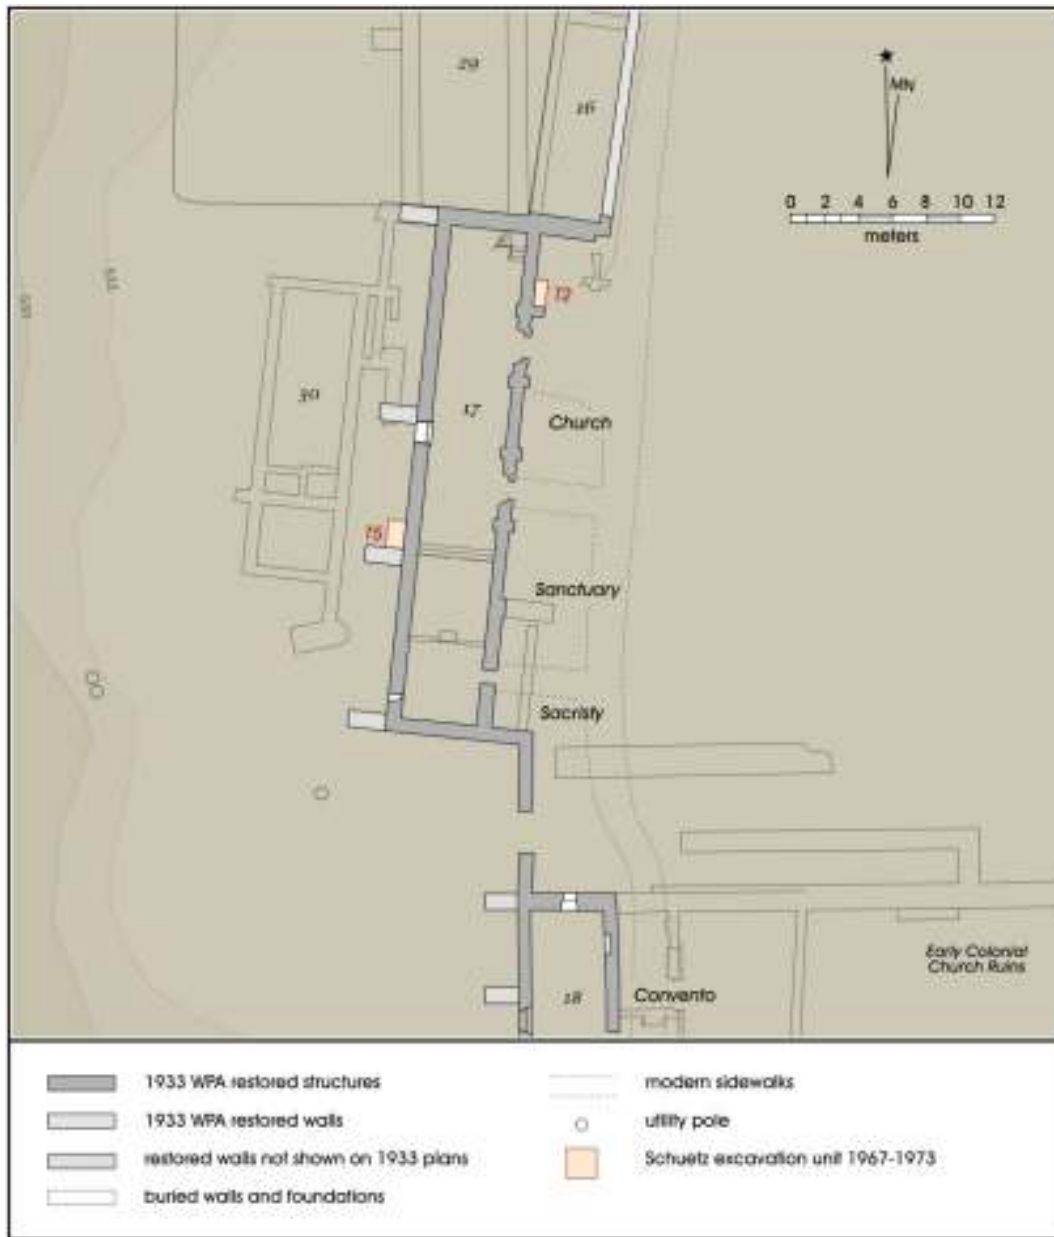 29
16
MN
0 2 4 6 8 10 12
meters
T2
30
17
Church
T5
Sanctuary
Sacristy
Early Colonial
Church Ruins
18
Convento
1933 WPA restored structures
modern sidewalks
1933 WPA restored walls
utility pole
restored walls not shown on 1933 plans
Schuetz excavation unit 1967-1973
buried walls and foundations